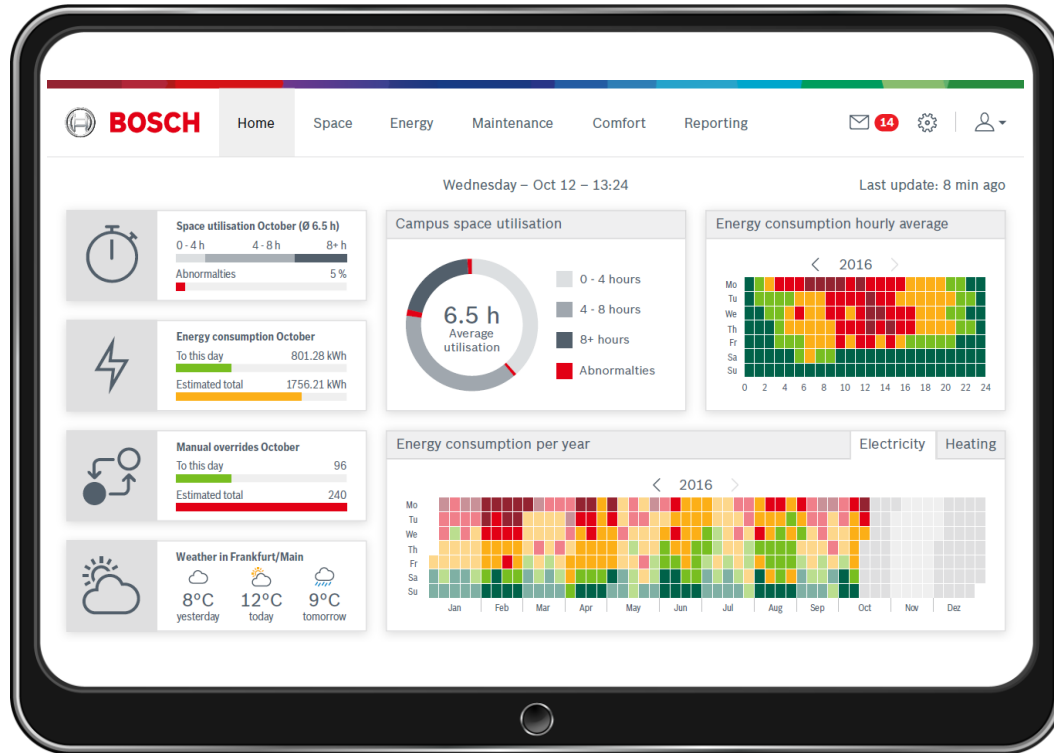 BOSCH
Home
Space
Energy
Maintenance
Comfort
Reporting
14
Wednesday – Oct 12 – 13:24
Last update: 8 min ago
Space utilisation October (Ø 6.5 h)
0 - 4 h 4 - 8 h 8+ h
Abnormalties 5 %
Energy consumption October
To this day 801.28 kWh
Estimated total 1756.21 kWh
Manual overrides October
To this day 96
Estimated total 240
Weather in Frankfurt/Main
8°C 12°C 9°C
yesterday today tomorrow
Campus space utilisation
6.5 h
Average
utilisation
0 - 4 hours
4 - 8 hours
8+ hours
Abnormalties
Energy consumption hourly average
2016
Mo
Tu
We
Th
Fr
Sa
Su
0 2 4 6 8 10 12 14 16 18 20 22 24
Energy consumption per year
Electricity
Heating
2016
Mo
Tu
We
Th
Fr
Sa
Su
Jan Feb Mar Apr May Jun Jul Aug Sep Oct Nov Dez